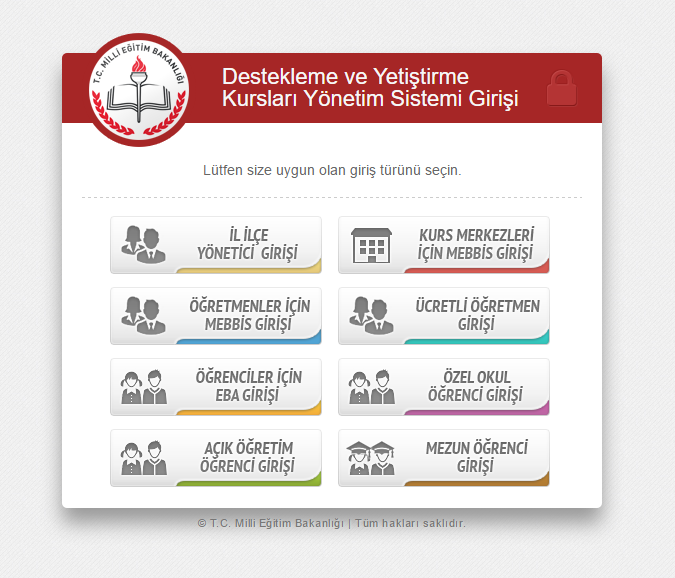 T.C. MİLLİ EĞİTİM BAKANLIĞI
Destekleme ve Yetiştirme
Kursları Yönetim Sistemi Girişi
Lütfen size uygun olan giriş türünü seçin.
İL İLÇE
YÖNETİCİ GİRİŞİ
KURS MERKEZLERİ
İÇİN MEBBİS GİRİŞİ
ÖĞRETMENLER İÇİN
MEBBİS GİRİŞİ
ÜCRETLİ ÖĞRETMEN
GİRİŞİ
ÖĞRENCİLER İÇİN
EBA GİRİŞİ
ÖZEL OKUL
ÖĞRENCİ GİRİŞİ
AÇIK ÖĞRETİM
ÖĞRENCİ GİRİŞİ
MEZUN ÖĞRENCİ
GİRİŞİ
© T.C. Milli Eğitim Bakanlığı | Tüm hakları saklıdır.